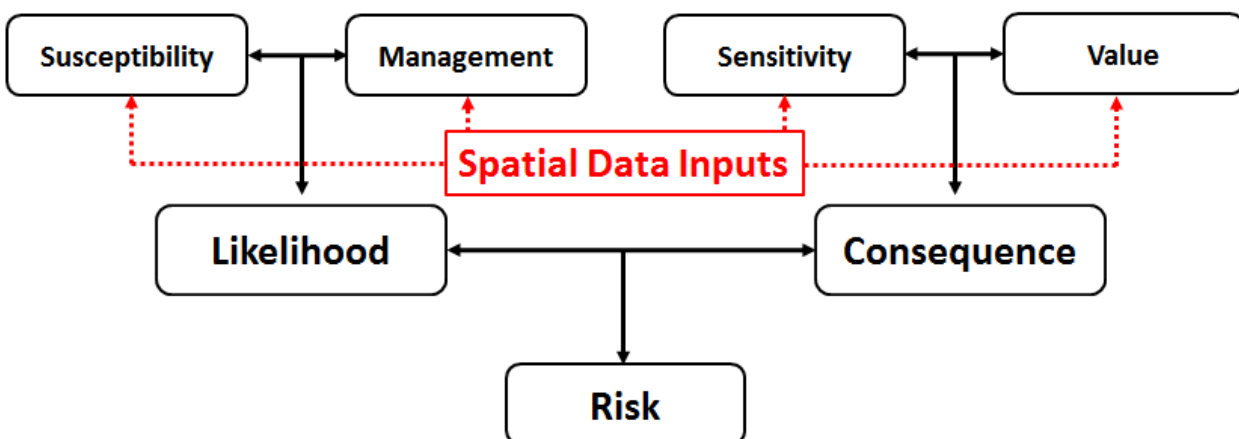 Susceptibility
Management
Sensitivity
Value
Spatial Data Inputs
Likelihood
Consequence
Risk